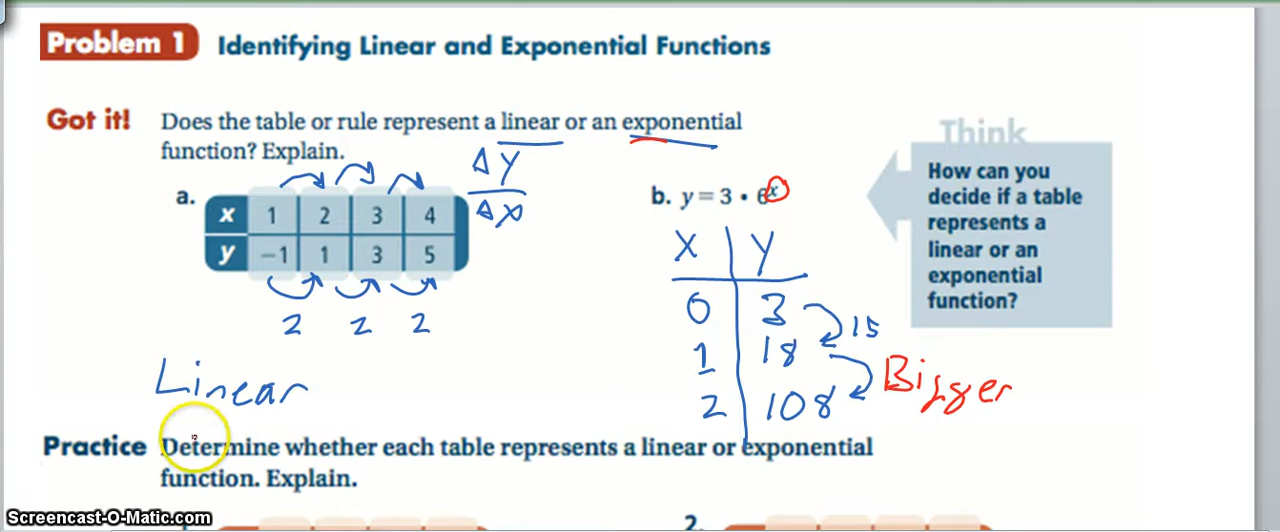 Problem 1 Identifying Linear and Exponential Functions
Got it! Does the table or rule represent a linear or an exponential
function? Explain.
ΔY
ΔX
a.
x 1 2 3 4
y −1 1 3 5
2 2 2
Linear
b. y = 3 • 6ˣ
X Y
0 3
15
1 18
2 108
Bigger
Think
How can you
decide if a table
represents a
linear or an
exponential
function?
Practice Determine whether each table represents a linear or exponential
function. Explain.
2.
Screencast-O-Matic.com